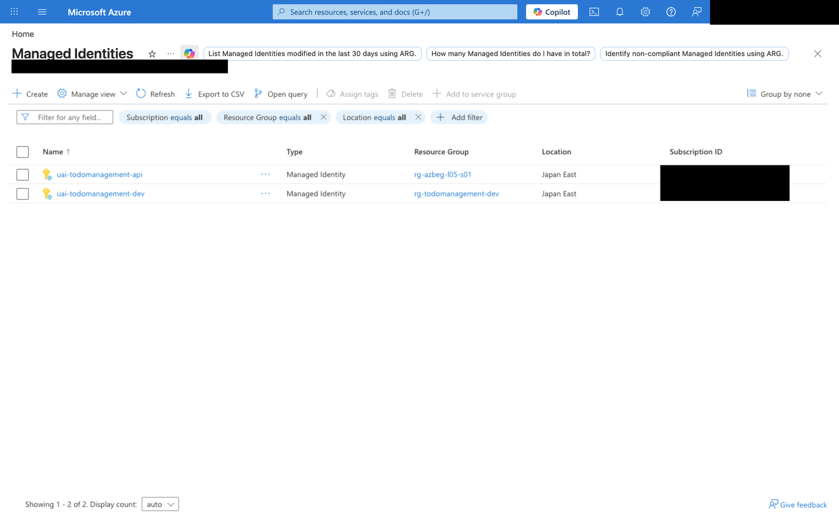 Microsoft Azure
Search resources, services, and docs (G+/)
Copilot
Home
Managed Identities
List Managed Identities modified in the last 30 days using ARG.
How many Managed Identities do I have in total?
Identify non-compliant Managed Identities using ARG.
Create
Manage view
Refresh
Export to CSV
Open query
Assign tags
Delete
Add to service group
Group by none
Filter for any field...
Subscription equals all
Resource Group equals all
Location equals all
Add filter
Name ↑ Type Resource Group Location Subscription ID
uai-todomanagement-api ... Managed Identity rg-azbeg-l05-s01 Japan East
uai-todomanagement-dev ... Managed Identity rg-todomanagement-dev Japan East
Showing 1 - 2 of 2. Display count: auto
Give feedback